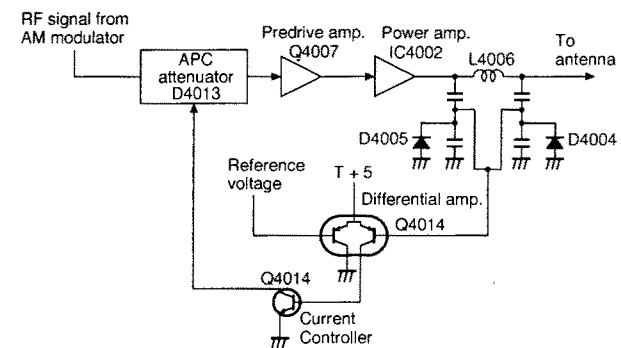 RF signal from
AM modulator
APC
attenuator
D4013
Predrive amp.
Q4007
Power amp.
IC4002
L4006
To
antenna
D4005
D4004
Reference
voltage
T + 5
Differential amp.
Q4014
Q4014
Current
Controller